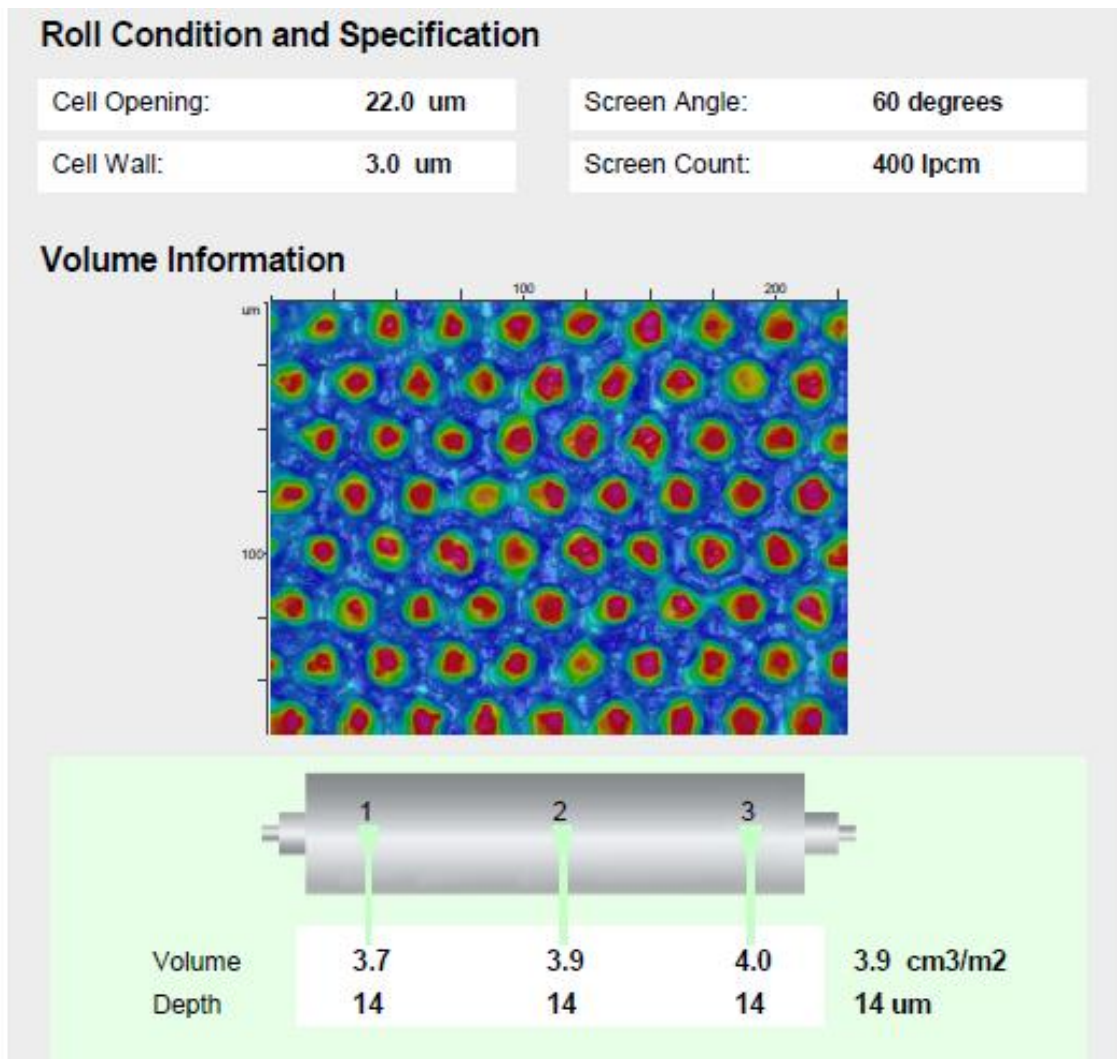 Roll Condition and Specification
Cell Opening: 22.0 um Screen Angle: 60 degrees
Cell Wall: 3.0 um Screen Count: 400 lpcm
Volume Information
100 200
um
100
1 2 3
Volume 3.7 3.9 4.0 3.9 cm3/m2
Depth 14 14 14 14 um